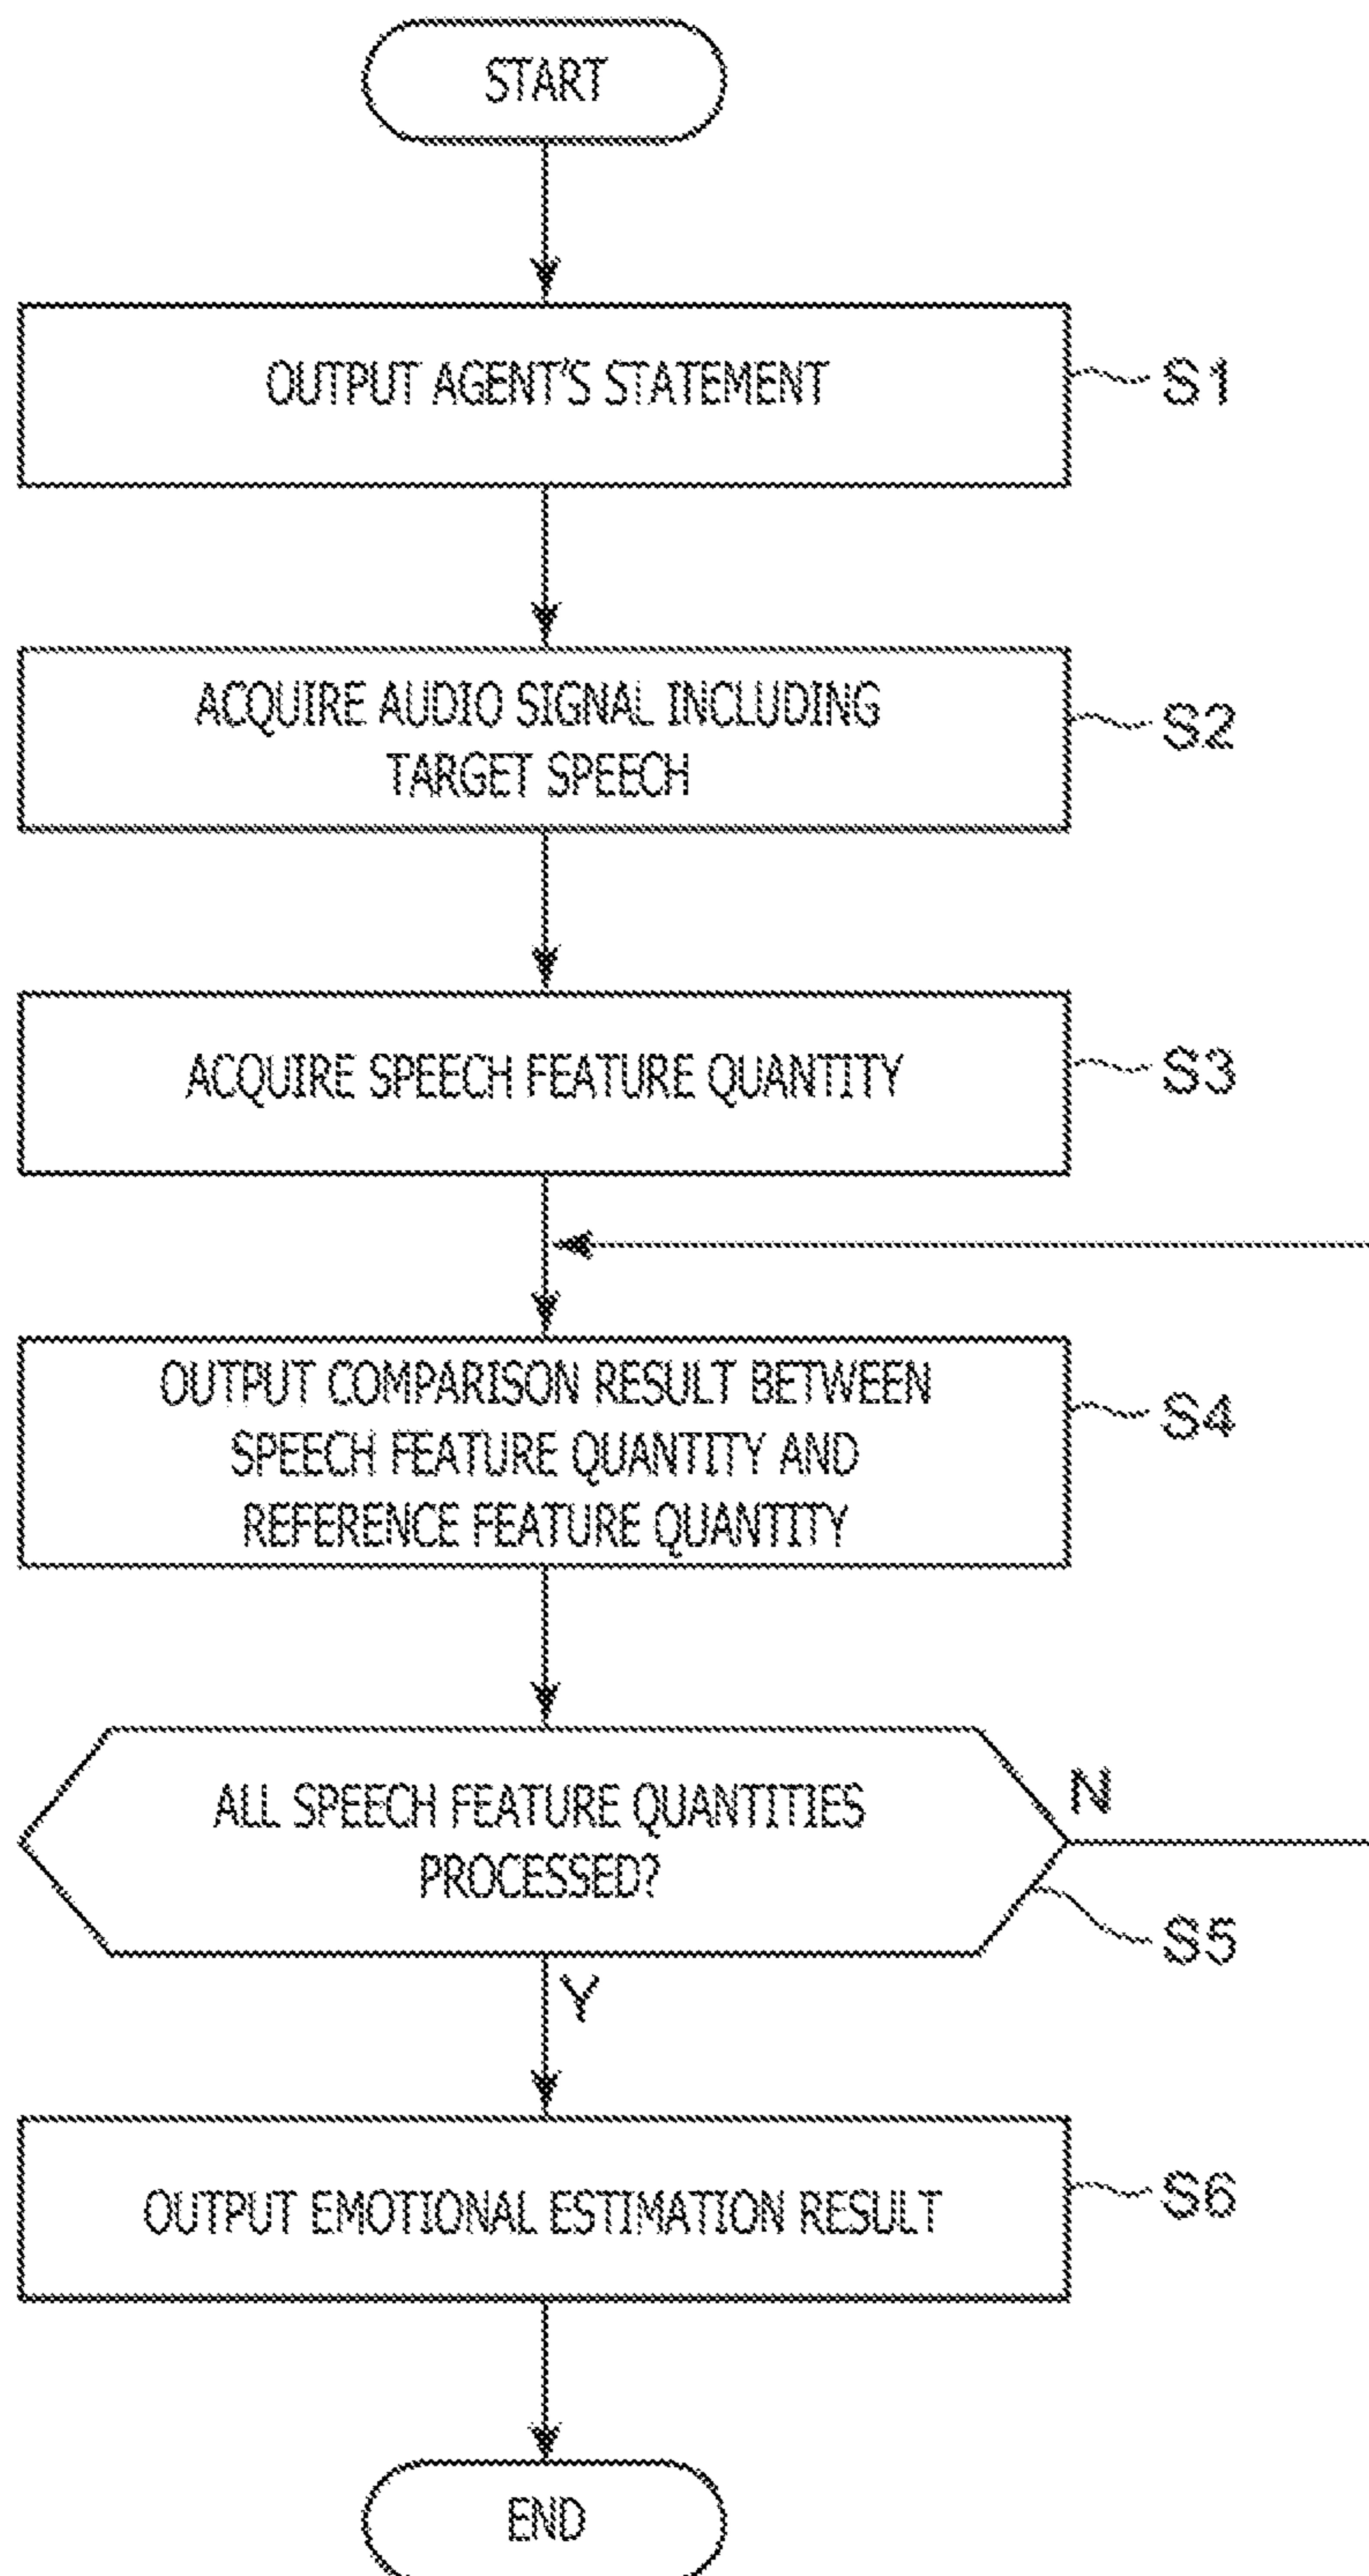 START
OUTPUT AGENT'S STATEMENT
S1
ACQUIRE AUDIO SIGNAL INCLUDING
TARGET SPEECH
S2
ACQUIRE SPEECH FEATURE QUANTITY
S3
OUTPUT COMPARISON RESULT BETWEEN
SPEECH FEATURE QUANTITY AND
REFERENCE FEATURE QUANTITY
S4
ALL SPEECH FEATURE QUANTITIES
PROCESSED?
N
S5
Y
OUTPUT EMOTIONAL ESTIMATION RESULT
S6
END